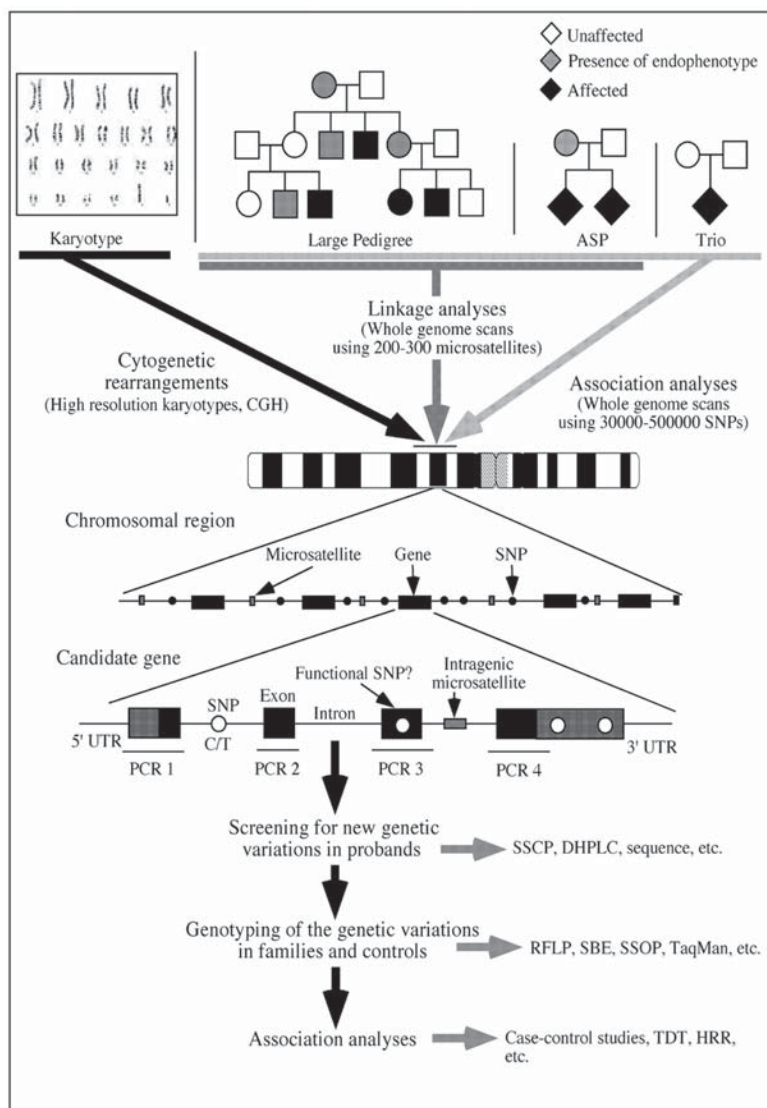 Unaffected
Presence of endophenotype
Affected
Karyotype
Large Pedigree
ASP
Trio
Linkage analyses
(Whole genome scans
using 200-300 microsatellites)
Cytogenetic
rearrangements
(High resolution karyotypes, CGH)
Association analyses
(Whole genome scans
using 30000-500000 SNPs)
Chromosomal region
Microsatellite
Gene
SNP
Candidate gene
Functional SNP?
Intragenic
microsatellite
SNP
Exon
Intron
5' UTR
C/T
3' UTR
PCR 1
PCR 2
PCR 3
PCR 4
Screening for new genetic
variations in probands
SSCP, DHPLC, sequence, etc.
Genotyping of the genetic variations
in families and controls
RFLP, SBE, SSOP, TaqMan, etc.
Association analyses
Case-control studies, TDT, HRR,
etc.